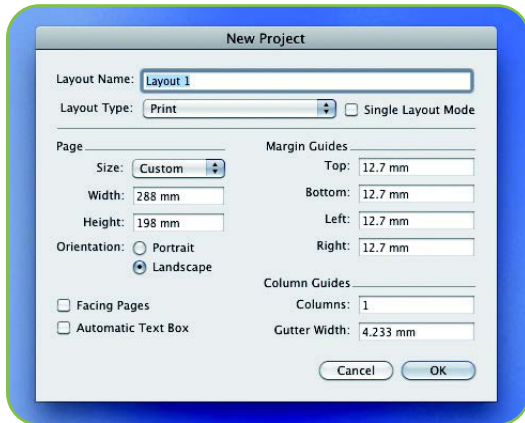 New Project
Layout Name: Layout 1
Layout Type: Print Single Layout Mode
Page
Size: Custom
Width: 288 mm
Height: 198 mm
Orientation: Portrait
Landscape
Facing Pages
Automatic Text Box
Margin Guides
Top: 12.7 mm
Bottom: 12.7 mm
Left: 12.7 mm
Right: 12.7 mm
Column Guides
Columns: 1
Gutter Width: 4.233 mm
Cancel OK